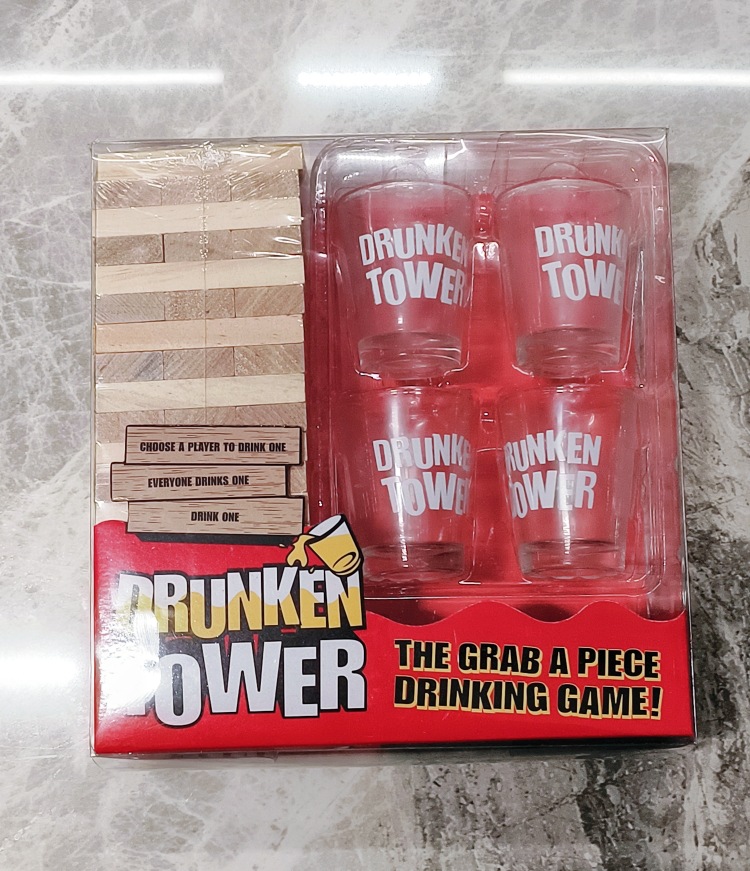 DRUNKEN
TOWER
DRUNK
TOWE
DRUNKE
TOWE
RUNKEN
OWER
CHOOSE A PLAYER TO DRINK ONE
EVERYONE DRINKS ONE
DRINK ONE
DRUNKEN
TOWER
THE GRAB A PIECE
DRINKING GAME!